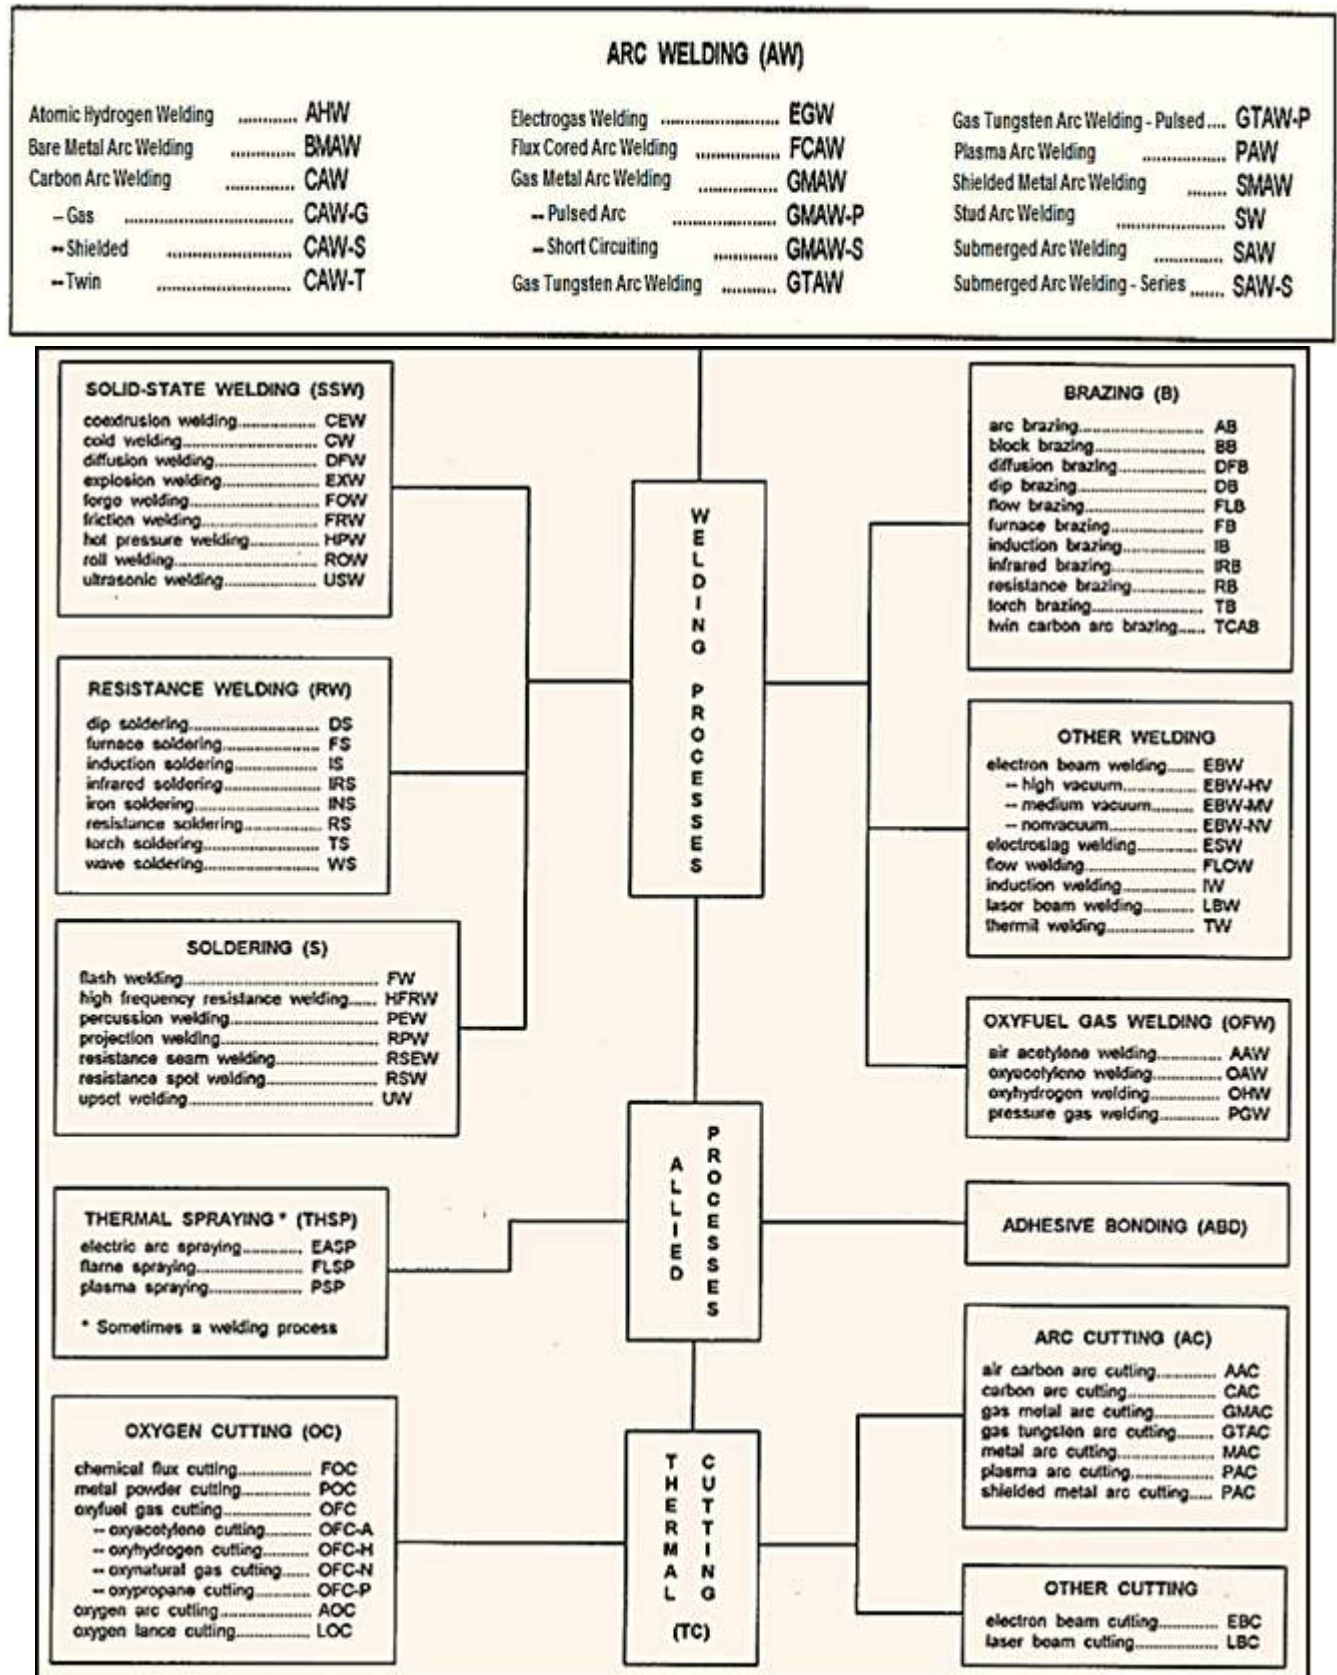 ARC WELDING (AW)
Atomic Hydrogen Welding ............ AHW
Bare Metal Arc Welding ............. BMAW
Carbon Arc Welding .............. CAW
– Gas .................................. CAW-G
-- Shielded ......................... CAW-S
-- Twin ........................... CAW-T
Electrogas Welding ........................ EGW
Flux Cored Arc Welding ................. FCAW
Gas Metal Arc Welding ................ GMAW
-- Pulsed Arc ..................... GMAW-P
-- Short Circuiting ............. GMAW-S
Gas Tungsten Arc Welding ........... GTAW
Gas Tungsten Arc Welding - Pulsed .... GTAW-P
Plasma Arc Welding ................. PAW
Shielded Metal Arc Welding ........ SMAW
Stud Arc Welding ...................... SW
Submerged Arc Welding .............. SAW
Submerged Arc Welding - Series ....... SAW-S
SOLID-STATE WELDING (SSW)
coextrusion welding................ CEW
cold welding........................... CW
diffusion welding.................... DFW
explosion welding.................. EXW
forge welding......................... FOW
friction welding....................... FRW
hot pressure welding............. HPW
roll welding............................. ROW
ultrasonic welding.................. USW
RESISTANCE WELDING (RW)
dip soldering........................... DS
furnace soldering.................... FS
induction soldering.................. IS
infrared soldering.................... IRS
iron soldering.......................... INS
resistance soldering................ RS
torch soldering........................ TS
wave soldering........................ WS
SOLDERING (S)
flash welding........................................ FW
high frequency resistance welding...... HFRW
percussion welding.............................. PEW
projection welding................................ RPW
resistance seam welding..................... RSEW
resistance spot welding....................... RSW
upset welding....................................... UW
THERMAL SPRAYING * (THSP)
electric arc spraying............ EASP
flame spraying..................... FLSP
plasma spraying................... PSP
* Sometimes a welding process
OXYGEN CUTTING (OC)
chemical flux cutting............... FOC
metal powder cutting.............. POC
oxyfuel gas cutting................. OFC
-- oxyacetylene cutting.......... OFC-A
-- oxyhydrogen cutting.......... OFC-H
-- oxynatural gas cutting...... OFC-N
-- oxypropane cutting............ OFC-P
oxygen arc cutting................. AOC
oxygen lance cutting.............. LOC
WELDING PROCESSES
ALLIED PROCESSES
THERMAL CUTTING
(TC)
BRAZING (B)
arc brazing......................... AB
block brazing..................... BB
diffusion brazing................ DFB
dip brazing......................... DB
flow brazing....................... FLB
furnace brazing.................. FB
induction brazing................ IB
infrared brazing.................. IRB
resistance brazing.............. RB
torch brazing...................... TB
twin carbon arc brazing..... TCAB
OTHER WELDING
electron beam welding...... EBW
-- high vacuum............... EBW-HV
-- medium vacuum.......... EBW-MV
-- nonvacuum.................. EBW-NV
electroslag welding............ ESW
flow welding........................ FLOW
induction welding................ IW
laser beam welding............ LBW
thermit welding................... TW
OXYFUEL GAS WELDING (OFW)
air acetylene welding............ AAW
oxyacetylene welding............ OAW
oxyhydrogen welding............. OHW
pressure gas welding............. PGW
ADHESIVE BONDING (ABD)
ARC CUTTING (AC)
air carbon arc cutting............. AAC
carbon arc cutting.................. CAC
gas metal arc cutting............. GMAC
gas tungsten arc cutting........ GTAC
metal arc cutting.................... MAC
plasma arc cutting................. PAC
shielded metal arc cutting..... PAC
OTHER CUTTING
electron beam cutting............. EBC
laser beam cutting.................. LBC